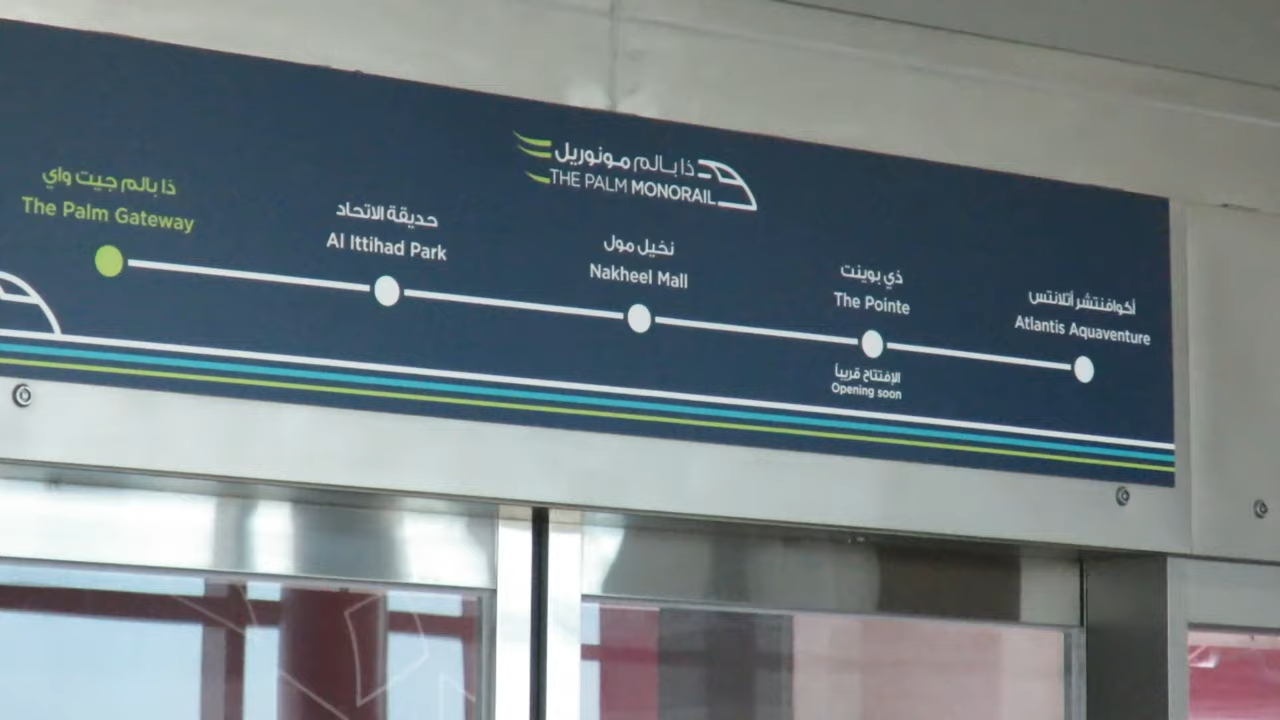 ذا بالم مونوريل
THE PALM MONORAIL
ذا بالم جيت واي
The Palm Gateway
حديقة الاتحاد
Al Ittihad Park
نخيل مول
Nakheel Mall
ذي بوينت
The Pointe
الإفتتاح قريباً
Opening soon
أكوافنتشر أتلانتس
Atlantis Aquaventure